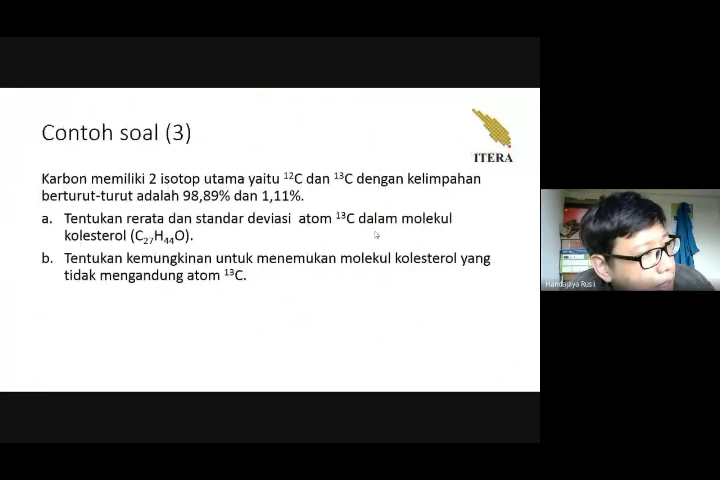 Contoh soal (3)
ITERA
Karbon memiliki 2 isotop utama yaitu ¹²C dan ¹³C dengan kelimpahan
berturut-turut adalah 98,89% dan 1,11%.
a. Tentukan rerata dan standar deviasi atom ¹³C dalam molekul
kolesterol (C₂₇H₄₄O).
b. Tentukan kemungkinan untuk menemukan molekul kolesterol yang
tidak mengandung atom ¹³C.
Handajaya Rusli